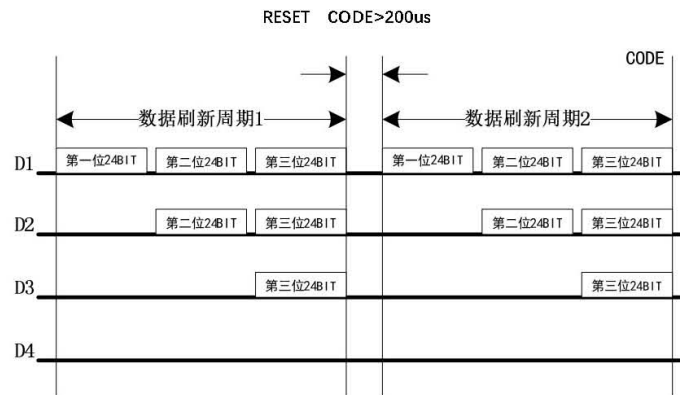 RESET CODE>200us
CODE
数据刷新周期1 数据刷新周期2
D1 第一位24BIT 第二位24BIT 第三位24BIT 第一位24BIT 第二位24BIT 第三位24BIT
D2 第二位24BIT 第三位24BIT 第二位24BIT 第三位24BIT
D3 第三位24BIT 第三位24BIT
D4